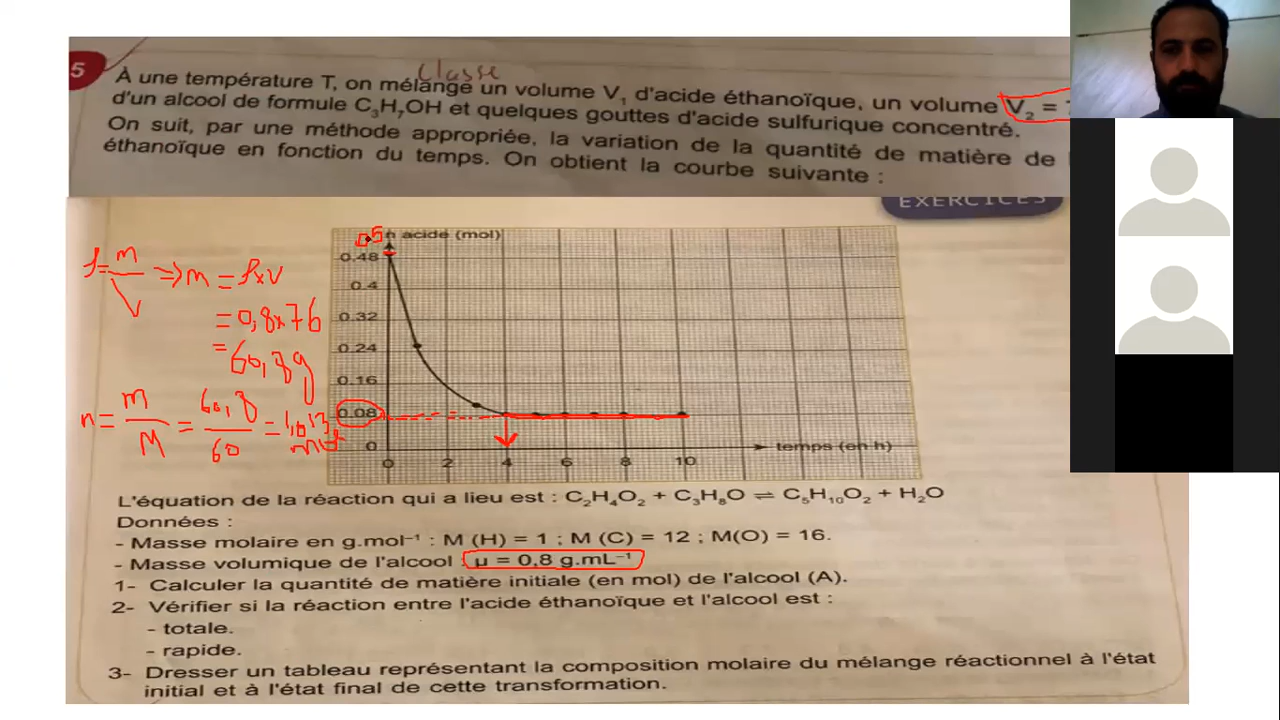 5
Classe
À une température T, on mélange un volume V₁ d'acide éthanoïque, un volume V₂ =
d'un alcool de formule C₃H₇OH et quelques gouttes d'acide sulfurique concentré.
On suit, par une méthode appropriée, la variation de la quantité de matière de
éthanoïque en fonction du temps. On obtient la courbe suivante :
EXERCICES
0,5
n acide (mol)
0.48
0.4
0.32
0.24
0.16
0.08
0
0 2 4 6 8 10
temps (en h)
ρ = m/V => m = ρ×V
= 0,8×76
= 60,8g
n = m/M = 60,8/60 = 1,013
mol
L'équation de la réaction qui a lieu est : C₂H₄O₂ + C₃H₈O ⇌ C₅H₁₀O₂ + H₂O
Données :
- Masse molaire en g.mol⁻¹ : M (H) = 1 ; M (C) = 12 ; M(O) = 16.
- Masse volumique de l'alcool : µ = 0,8 g.mL⁻¹
1- Calculer la quantité de matière initiale (en mol) de l'alcool (A).
2- Vérifier si la réaction entre l'acide éthanoïque et l'alcool est :
- totale.
- rapide.
3- Dresser un tableau représentant la composition molaire du mélange réactionnel à l'état
initial et à l'état final de cette transformation.